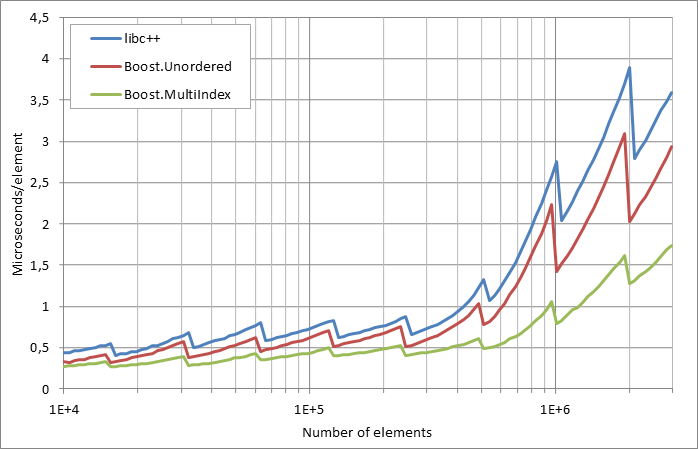 4,5
4
3,5
3
2,5
2
1,5
1
0,5
0
Microseconds/element
libc++
Boost.Unordered
Boost.MultiIndex
1E+4
1E+5
1E+6
Number of elements